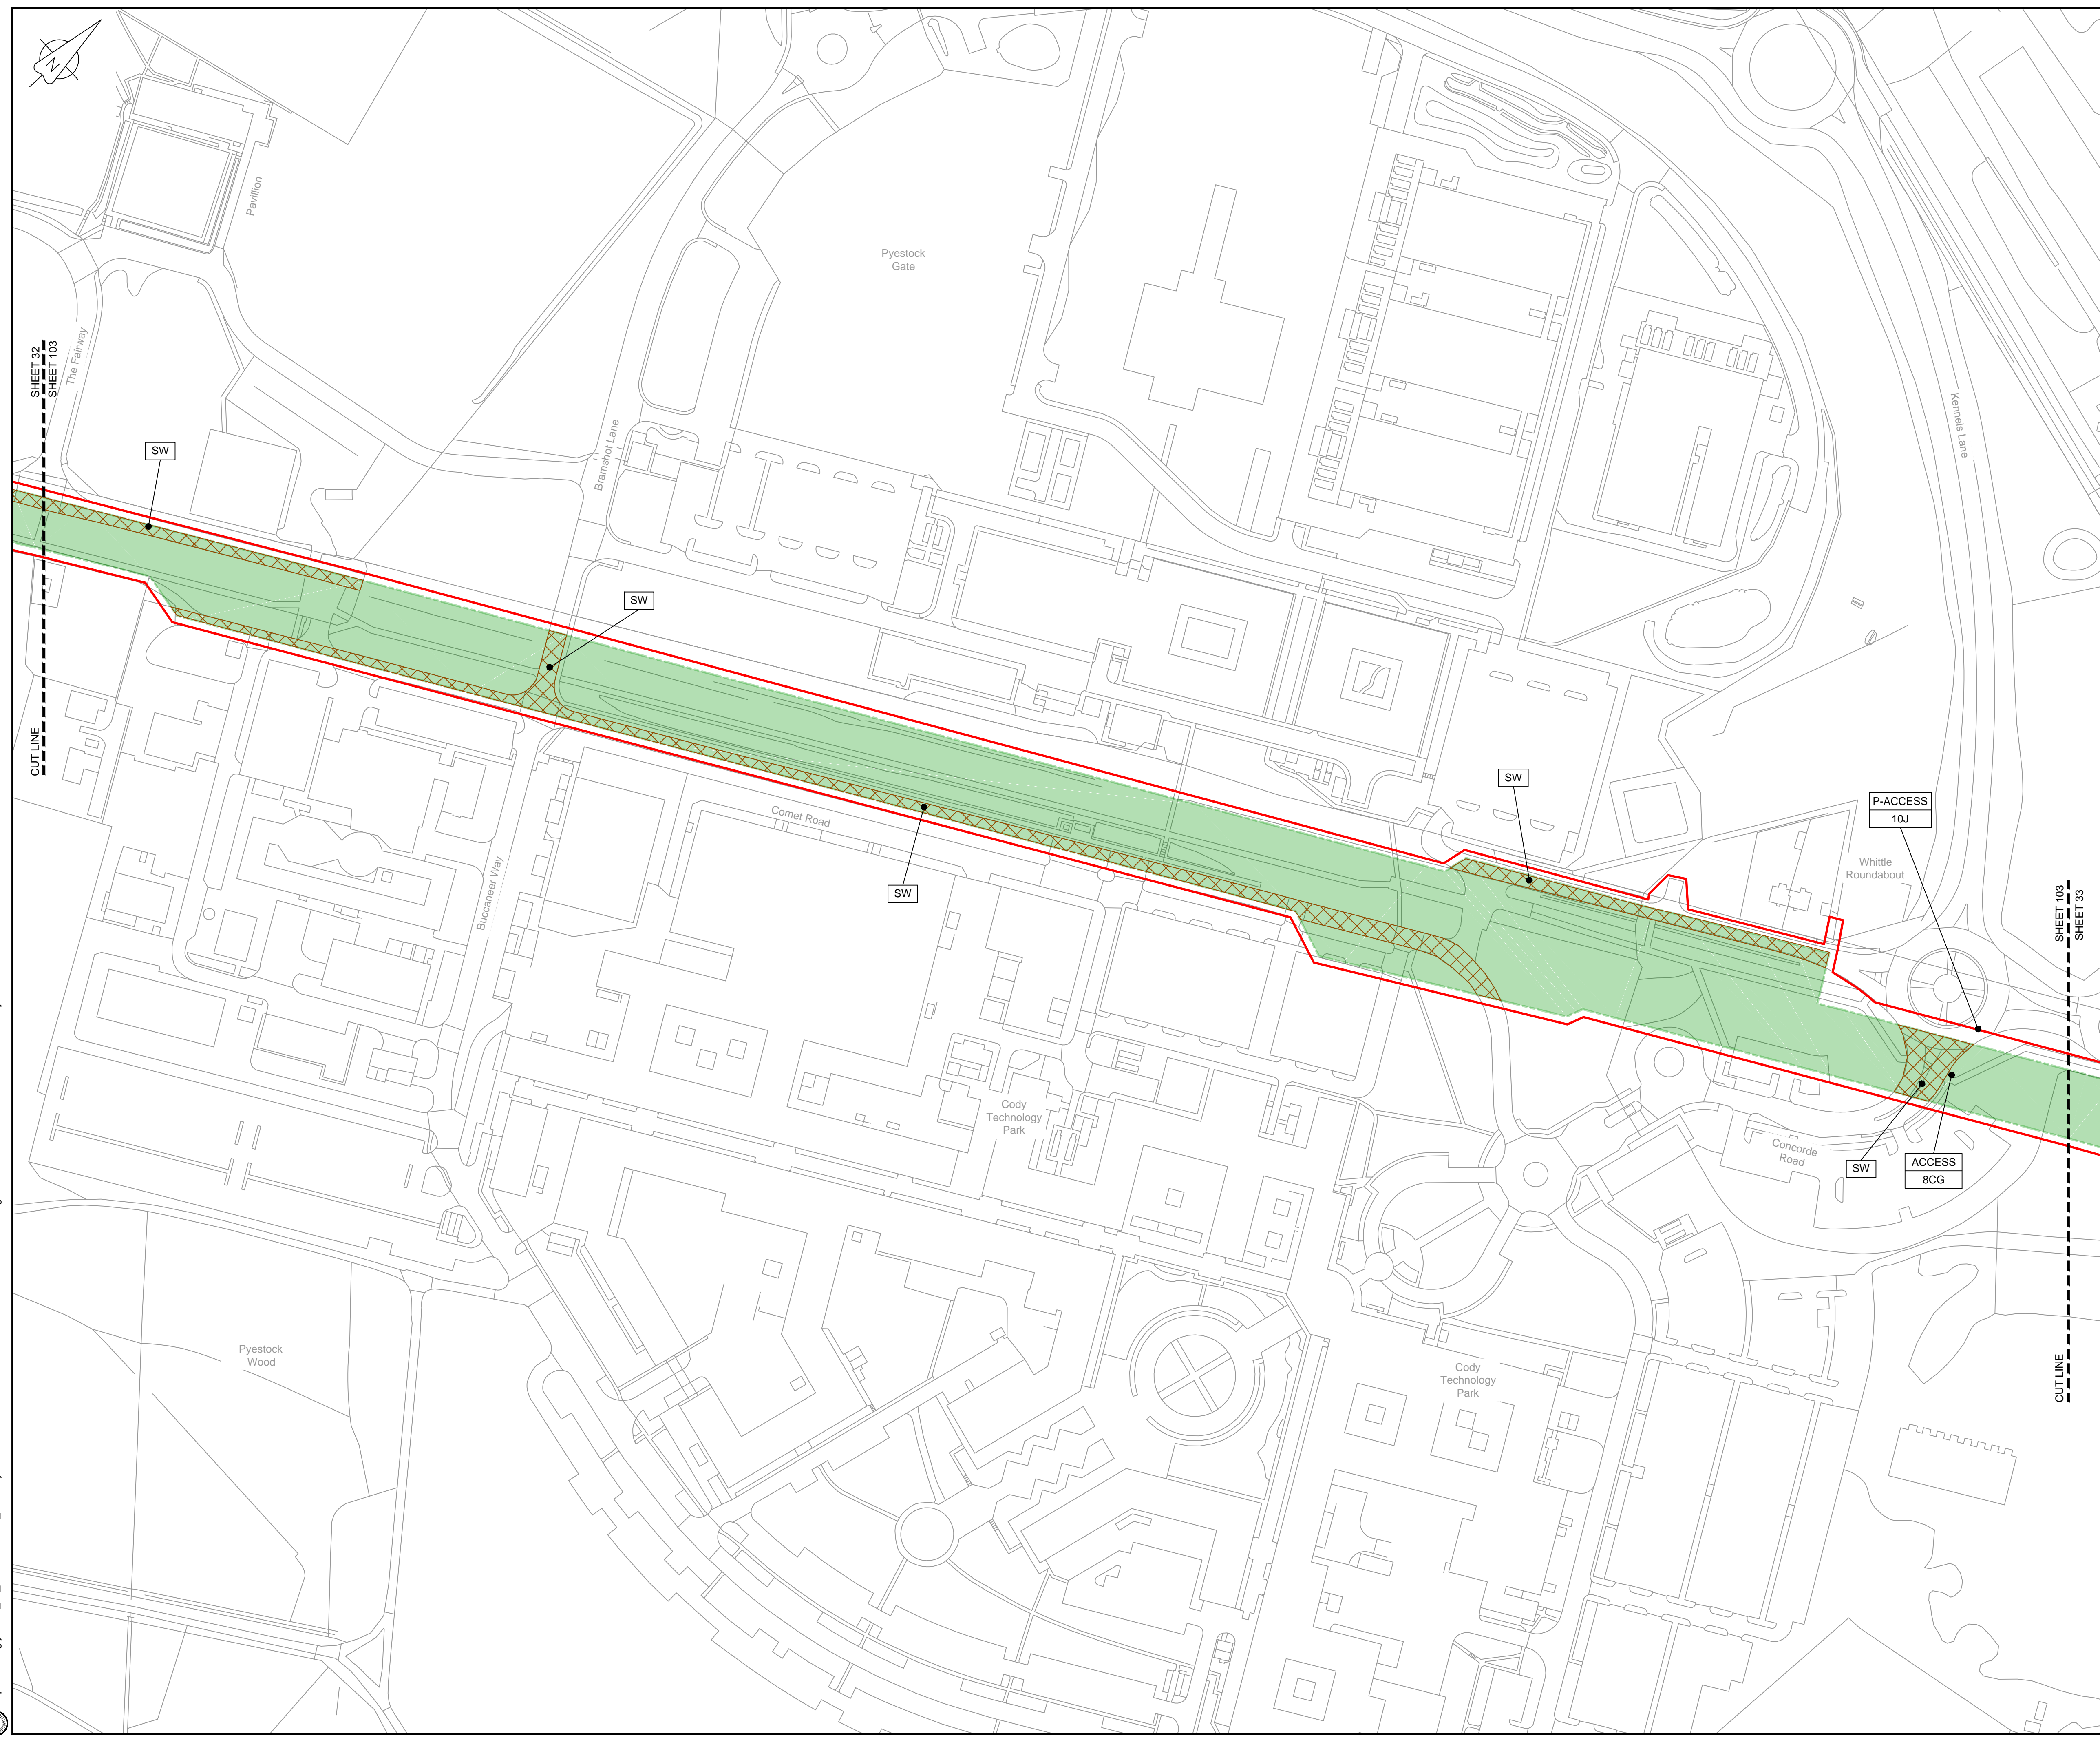 N
Pavillion
Pyestock
Gate
SHEET 32
SHEET 103
The Fairway
Bramshot Lane
Kennels Lane
SW
SW
CUT LINE
SW
P-ACCESS
10J
Comet Road
Whittle
Roundabout
Buccaneer Way
SW
SHEET 103
SHEET 33
Cody
Technology
Park
Concorde
Road
SW
ACCESS
8CG
Pyestock
Wood
Cody
Technology
Park
CUT LINE